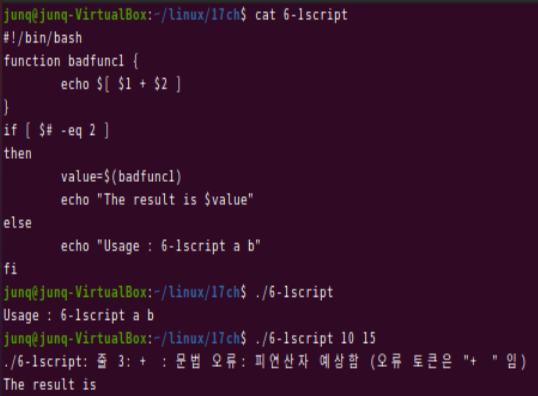 junq@junq-VirtualBox:~/linux/17ch$ cat 6-1script
#!/bin/bash
function badfunc1 {
        echo $[ $1 + $2 ]
}
if [ $# -eq 2 ]
then
        value=$(badfunc1)
        echo "The result is $value"
else
        echo "Usage : 6-1script a b"
fi
junq@junq-VirtualBox:~/linux/17ch$ ./6-1script
Usage : 6-1script a b
junq@junq-VirtualBox:~/linux/17ch$ ./6-1script 10 15
./6-1script: 줄 3: +  : 문법 오류: 피연산자 예상함 (오류 토큰은 "+  " 임)
The result is